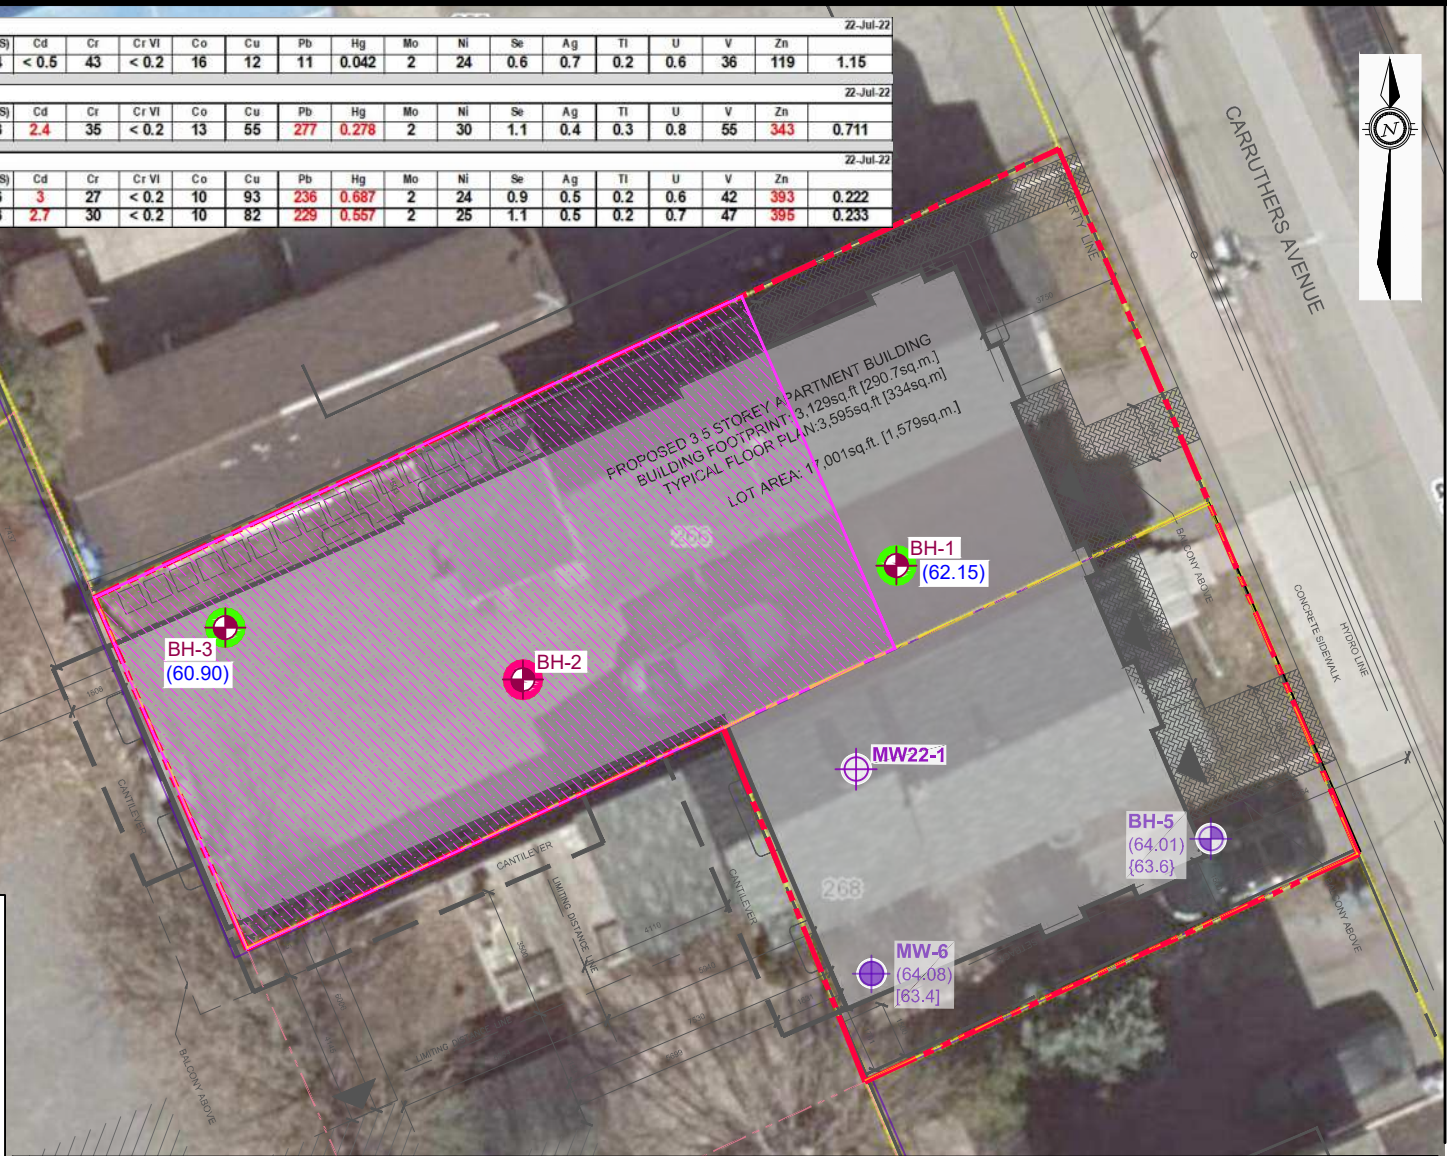 22-Jul-22
S) Cd Cr Cr VI Co Cu Pb Hg Mo Ni Se Ag Tl U V Zn
< 0.5 43 < 0.2 16 12 11 0.042 2 24 0.6 0.7 0.2 0.6 36 119 1.15
22-Jul-22
S) Cd Cr Cr VI Co Cu Pb Hg Mo Ni Se Ag Tl U V Zn
2.4 35 < 0.2 13 55 277 0.278 2 30 1.1 0.4 0.3 0.8 55 343 0.711
22-Jul-22
S) Cd Cr Cr VI Co Cu Pb Hg Mo Ni Se Ag Tl U V Zn
3 27 < 0.2 10 93 236 0.687 2 24 0.9 0.5 0.2 0.6 42 393 0.222
2.7 30 < 0.2 10 82 229 0.557 2 25 1.1 0.5 0.2 0.7 47 395 0.233
N
CARRUTHERS AVENUE
ERTY LINE
3750
PROPOSED 3.5 STOREY APARTMENT BUILDING
BUILDING FOOTPRINT: 3,129sq.ft [290.7sq.m.]
TYPICAL FLOOR PLAN:3,595sq.ft [334sq.m]
LOT AREA: 17,001sq.ft. [1,579sq.m.]
EXIT
BH-1
(62.15)
BALCONY ABOVE
CONCRETE SIDEWALK
HYDRO LINE
BH-3
(60.90)
BH-2
1806
MW22-1
CANTILEVER
BH-5
(64.01)
{63.6}
CANTILEVER
LIMITING DISTANCE LINE
CANTILEVER
268
4110
MW-6
(64.08)
[63.4]
ONY ABOVE
BALCONY ABOVE